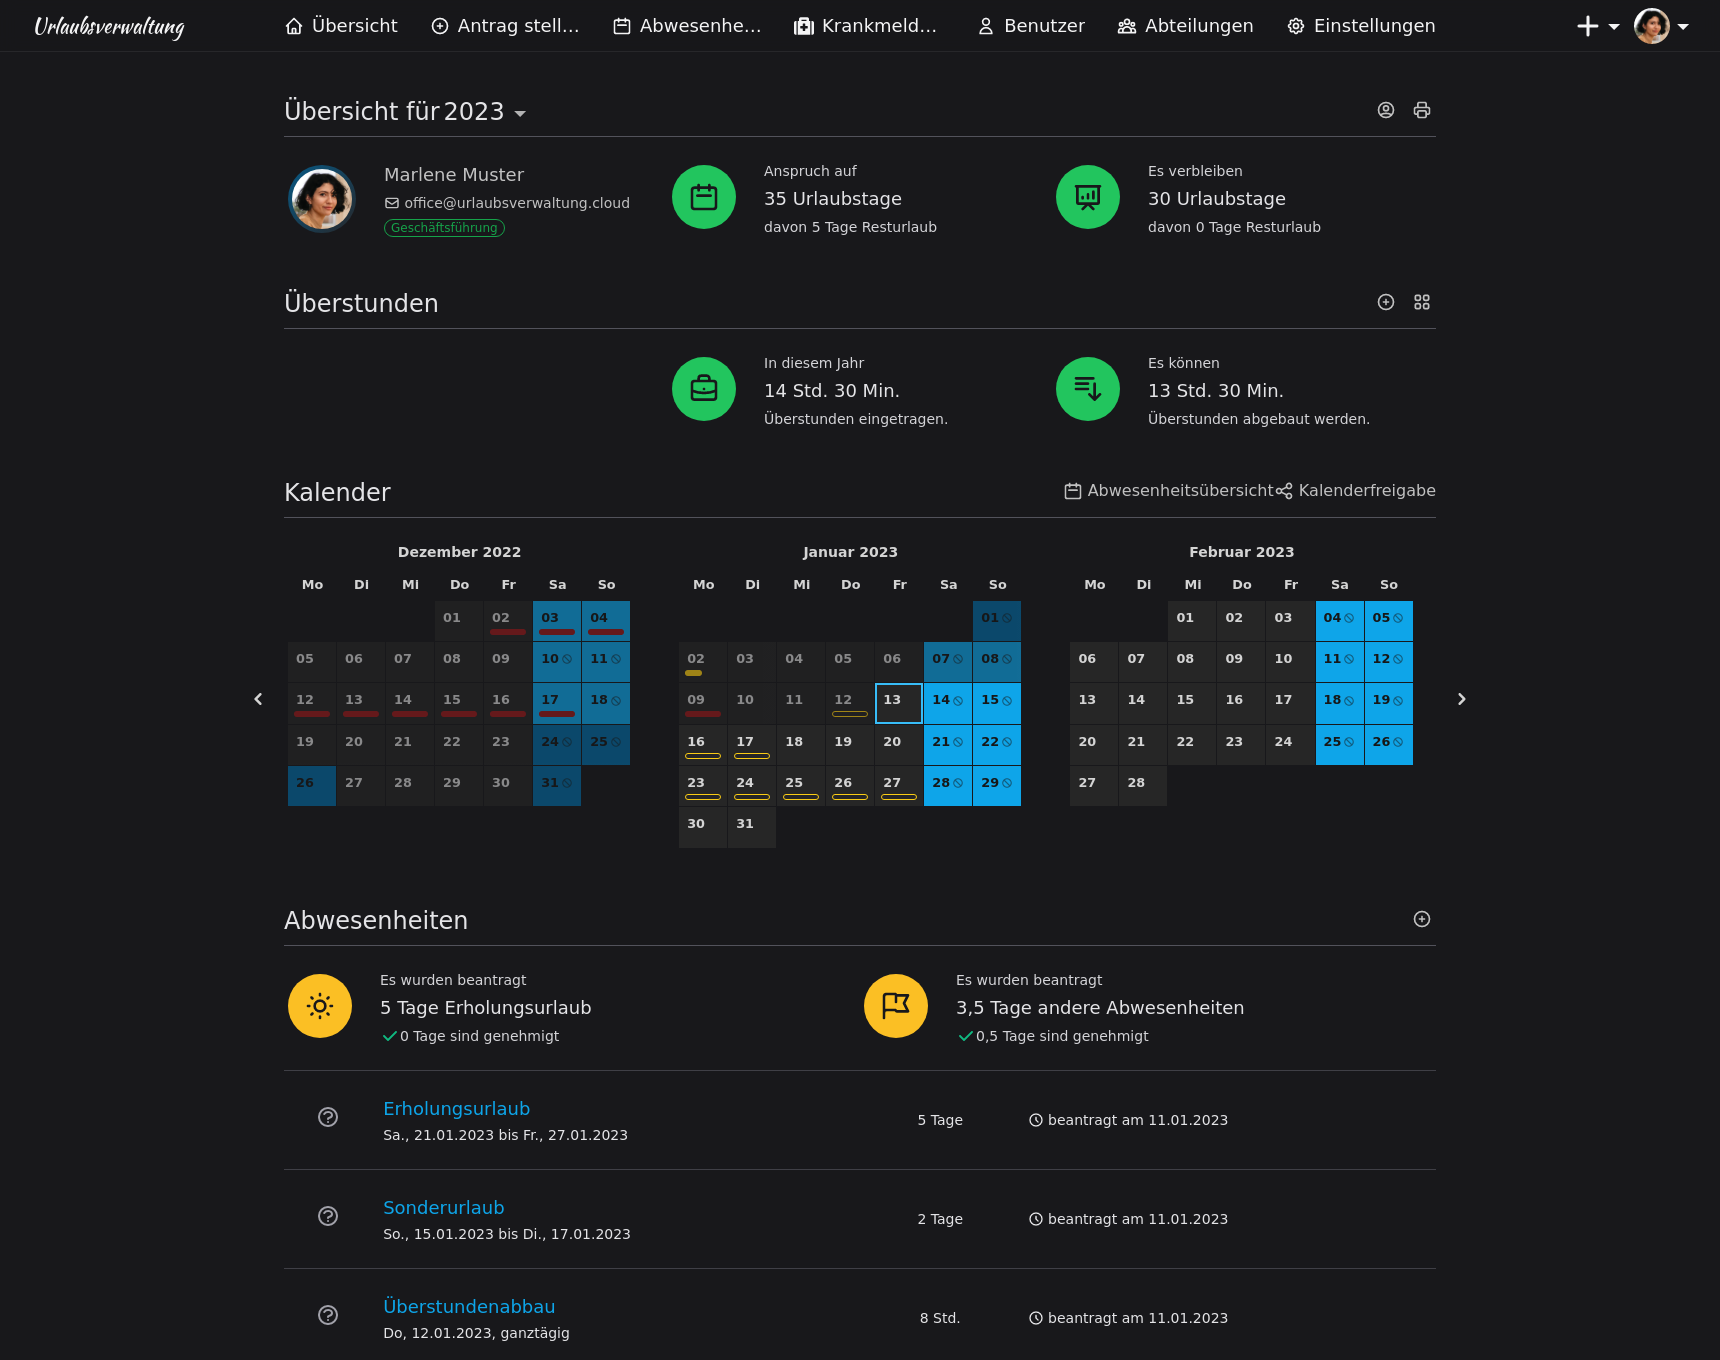 Urlaubsverwaltung Übersicht Antrag stell... Abwesenhe... Krankmeld... Benutzer Abteilungen Einstellungen
Übersicht für 2023
Marlene Muster
office@urlaubsverwaltung.cloud
Geschäftsführung
Anspruch auf
35 Urlaubstage
davon 5 Tage Resturlaub
Es verbleiben
30 Urlaubstage
davon 0 Tage Resturlaub
Überstunden
In diesem Jahr
14 Std. 30 Min.
Überstunden eingetragen.
Es können
13 Std. 30 Min.
Überstunden abgebaut werden.
Kalender Abwesenheitsübersicht Kalenderfreigabe
Dezember 2022
Mo Di Mi Do Fr Sa So
01 02 03 04
05 06 07 08 09 10 11
12 13 14 15 16 17 18
19 20 21 22 23 24 25
26 27 28 29 30 31
Januar 2023
Mo Di Mi Do Fr Sa So
01
02 03 04 05 06 07 08
09 10 11 12 13 14 15
16 17 18 19 20 21 22
23 24 25 26 27 28 29
30 31
Februar 2023
Mo Di Mi Do Fr Sa So
01 02 03 04 05
06 07 08 09 10 11 12
13 14 15 16 17 18 19
20 21 22 23 24 25 26
27 28
Abwesenheiten
Es wurden beantragt
5 Tage Erholungsurlaub
0 Tage sind genehmigt
Es wurden beantragt
3,5 Tage andere Abwesenheiten
0,5 Tage sind genehmigt
Erholungsurlaub
Sa., 21.01.2023 bis Fr., 27.01.2023
5 Tage
beantragt am 11.01.2023
Sonderurlaub
So., 15.01.2023 bis Di., 17.01.2023
2 Tage
beantragt am 11.01.2023
Überstundenabbau
Do, 12.01.2023, ganztägig
8 Std.
beantragt am 11.01.2023